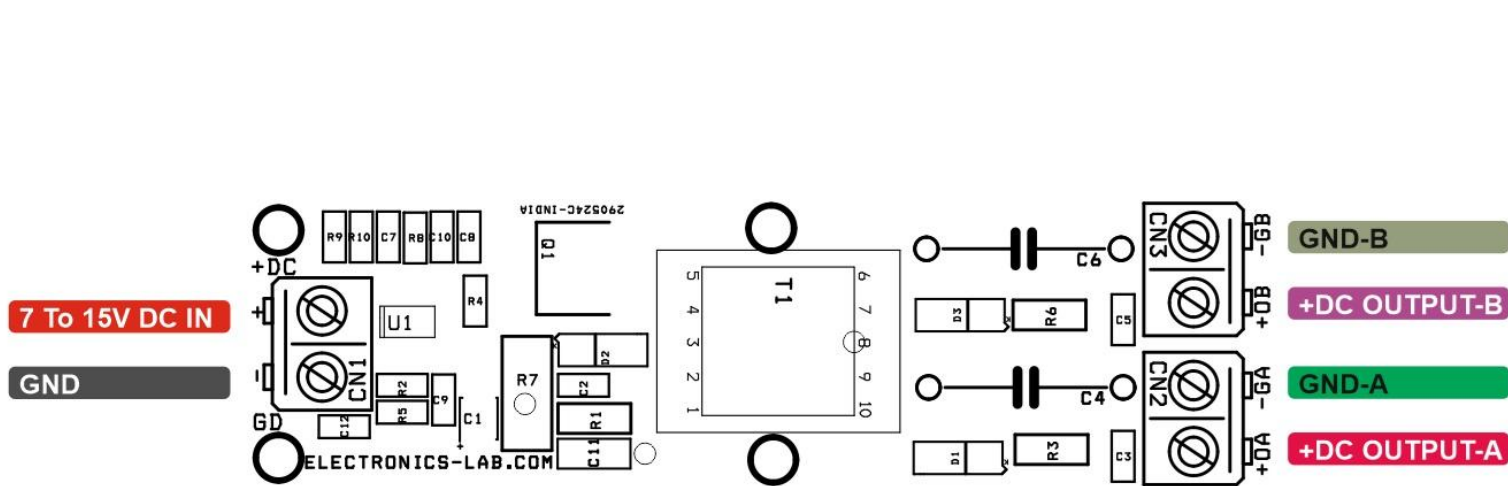 290524C-INDIA
R9 R10 C7 R8 C10 C8
+DC
Q1
T1
CN3
-GB
GND-B
C6
7 To 15V DC IN
+
U1
R4
5 6
4 7
3 8
2 9
1 10
D3
R6
C5
+OB
+DC OUTPUT-B
GND
-
CN1
R2
C9
R5
C12
C1
+
R7
D2
C2
R1
C11
GD
ELECTRONICS-LAB.COM
C4
CN2
-GA
GND-A
D1
R3
C3
+OA
+DC OUTPUT-A